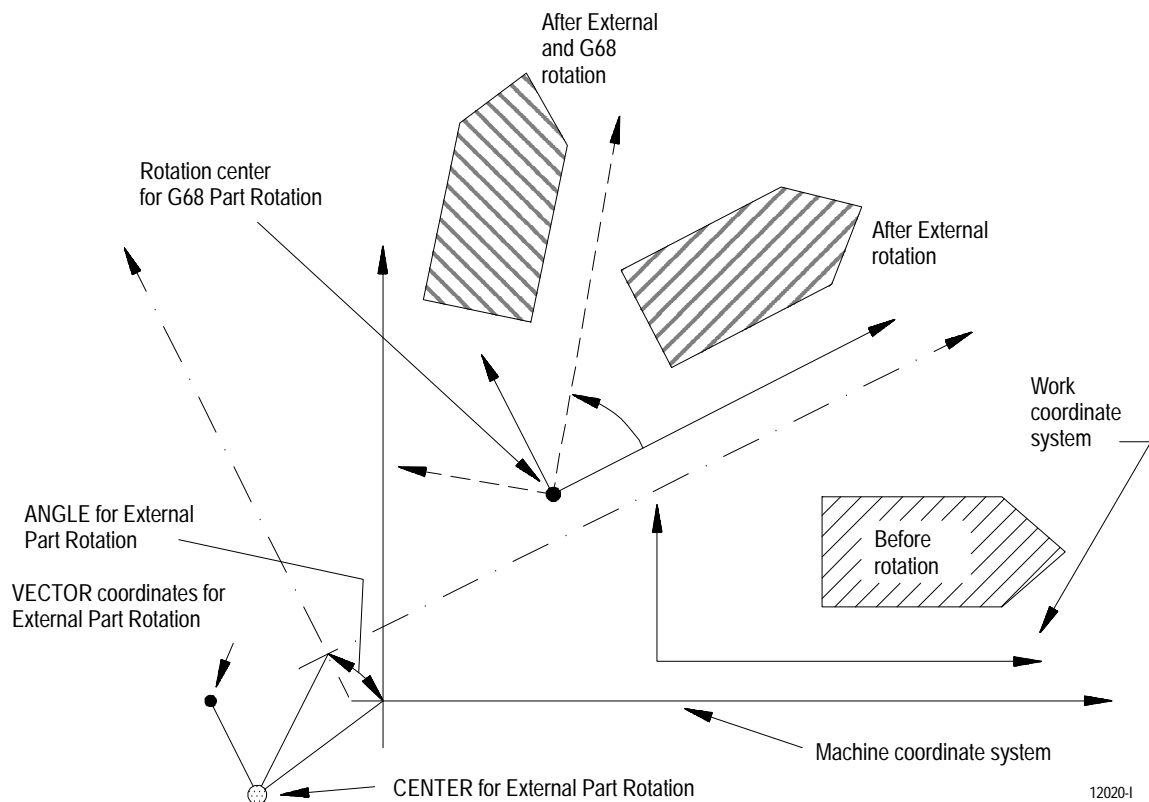 After External
and G68
rotation
Rotation center
for G68 Part Rotation
After External
rotation
Work
coordinate
system
ANGLE for External
Part Rotation
Before
rotation
VECTOR coordinates for
External Part Rotation
Machine coordinate system
CENTER for External Part Rotation
12020-I